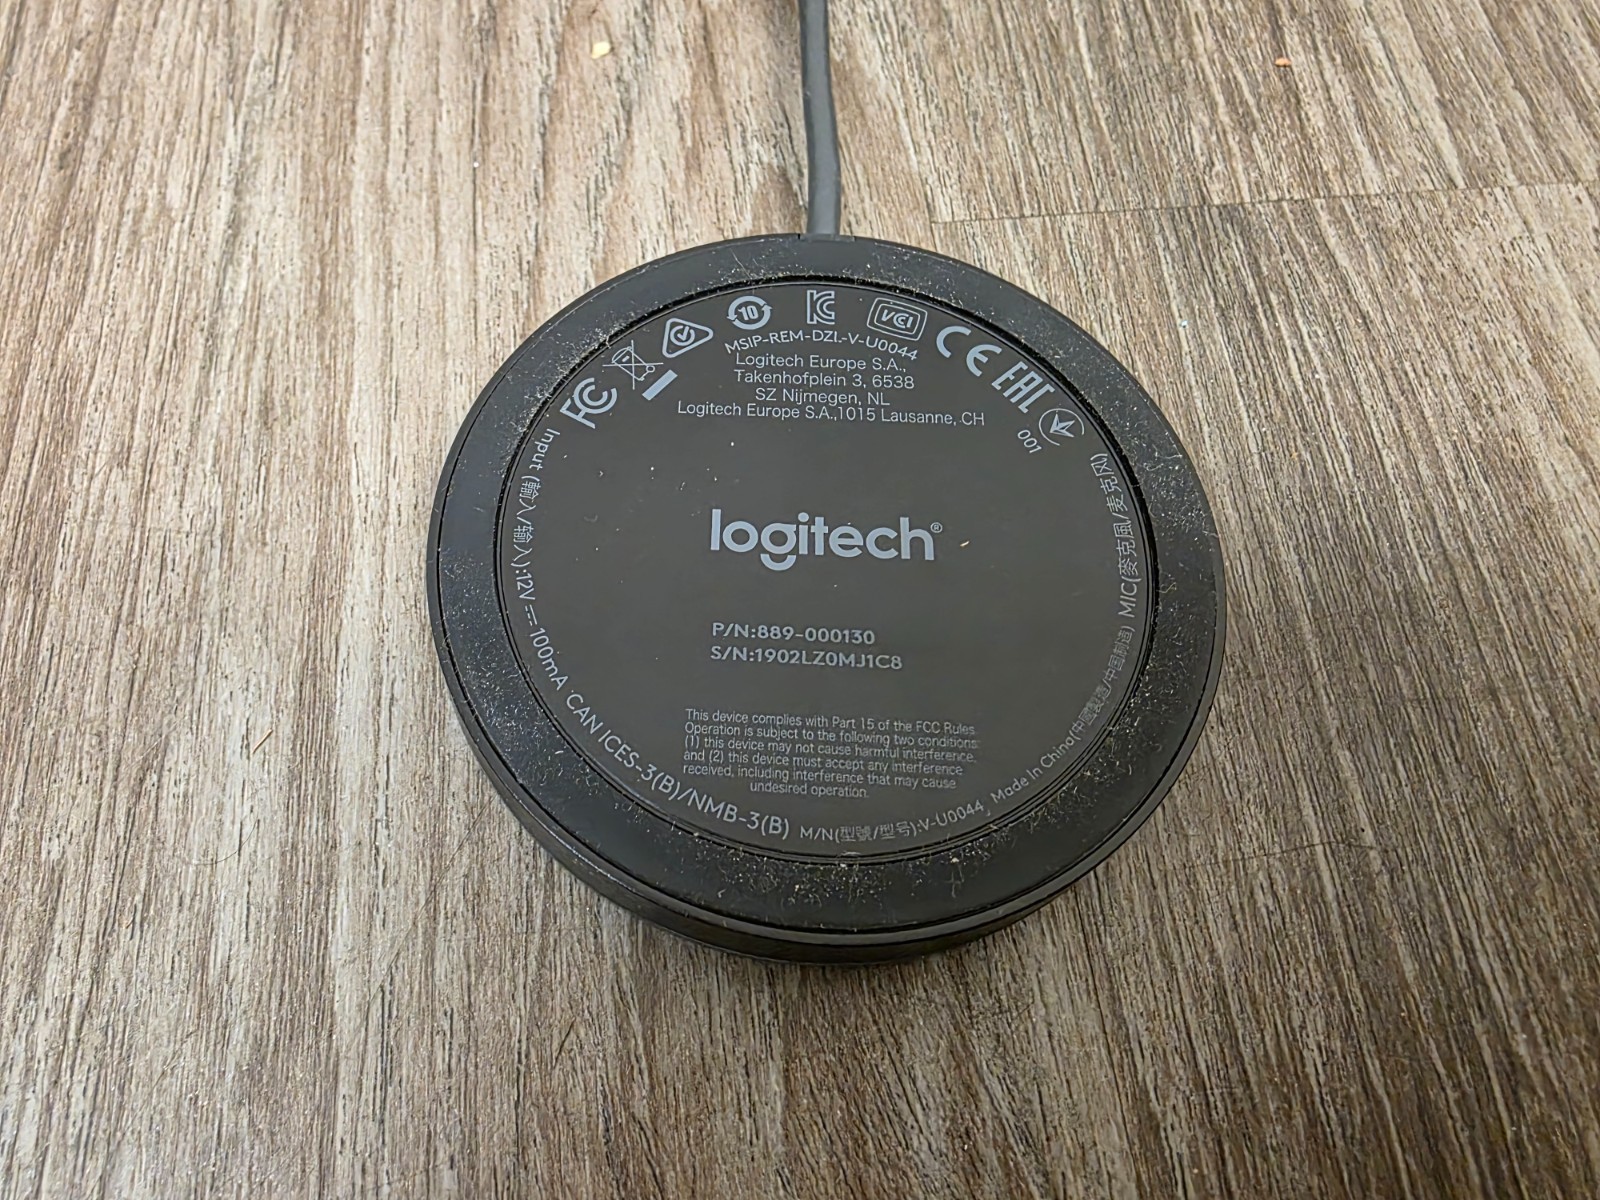 10
VCI
MSIP-REM-DZL-V-U0044
Logitech Europe S.A.,
Takenhofplein 3, 6538
SZ Nijmegen, NL
Logitech Europe S.A.,1015 Lausanne, CH
FC
CE
EAC
001
Input (輸入/输入):12V ⎓ 100mA
CAN ICES-3(B)/NMB-3(B)
M/N(型號/型号):V-U0044
Made in China(中國製造/中国制造)
MIC(麥克風/麦克风)
logitech®
P/N:889-000130
S/N:1902LZ0MJ1C8
This device complies with Part 15 of the FCC Rules.
Operation is subject to the following two conditions:
(1) this device may not cause harmful interference,
and (2) this device must accept any interference
received, including interference that may cause
undesired operation.